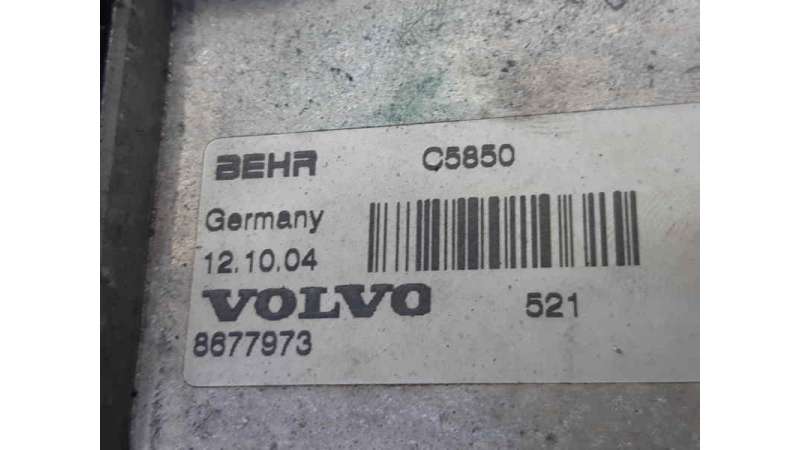 BEHR C5850
Germany
12.10.04
VOLVO 521
8677973